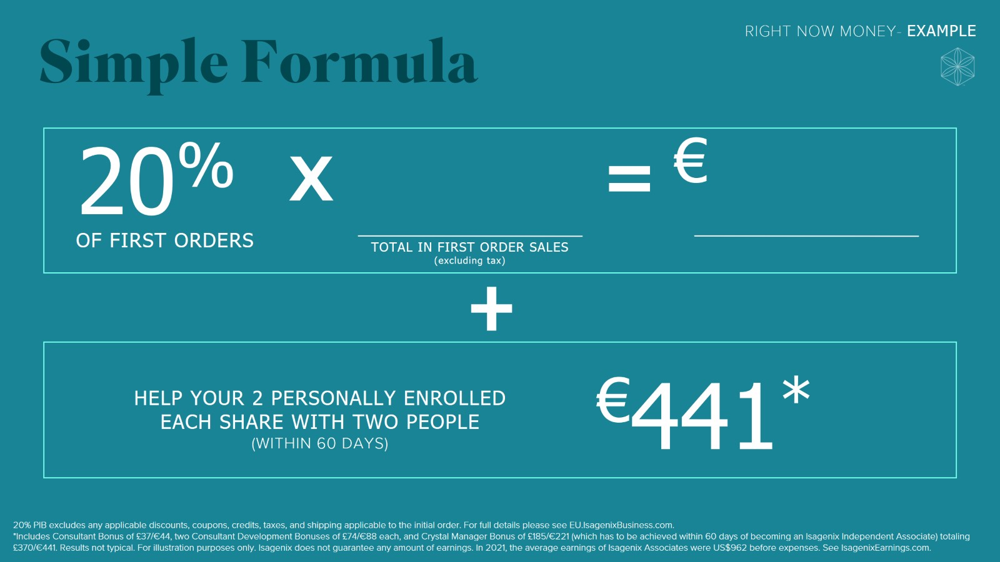 RIGHT NOW MONEY- EXAMPLE
Simple Formula
20% x = €
OF FIRST ORDERS
TOTAL IN FIRST ORDER SALES
(excluding tax)
+
HELP YOUR 2 PERSONALLY ENROLLED
EACH SHARE WITH TWO PEOPLE
(WITHIN 60 DAYS)
€441*
20% PIB excludes any applicable discounts, coupons, credits, taxes, and shipping applicable to the initial order. For full details please see EU.IsagenixBusiness.com.
*Includes Consultant Bonus of £37/€44, two Consultant Development Bonuses of £74/€88 each, and Crystal Manager Bonus of £185/€221 (which has to be achieved within 60 days of becoming an Isagenix Independent Associate) totaling
£370/€441. Results not typical. For illustration purposes only. Isagenix does not guarantee any amount of earnings. In 2021, the average earnings of Isagenix Associates were US$962 before expenses. See IsagenixEarnings.com.